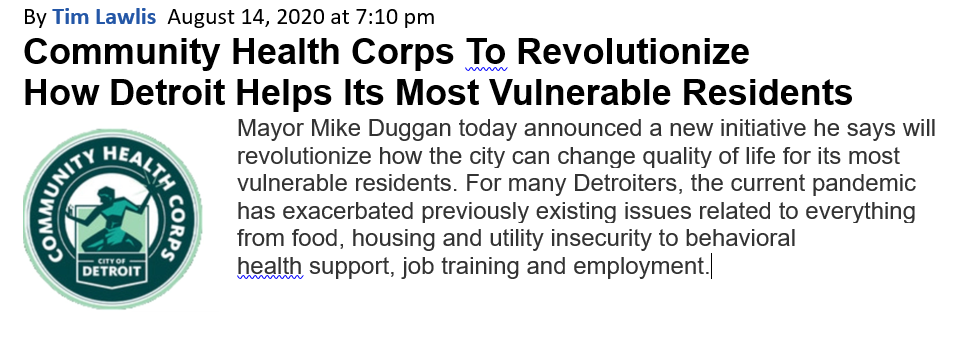 By Tim Lawlis August 14, 2020 at 7:10 pm
Community Health Corps To Revolutionize
How Detroit Helps Its Most Vulnerable Residents
COMMUNITY HEALTH CORPS
CITY OF
DETROIT
Mayor Mike Duggan today announced a new initiative he says will
revolutionize how the city can change quality of life for its most
vulnerable residents. For many Detroiters, the current pandemic
has exacerbated previously existing issues related to everything
from food, housing and utility insecurity to behavioral
health support, job training and employment.